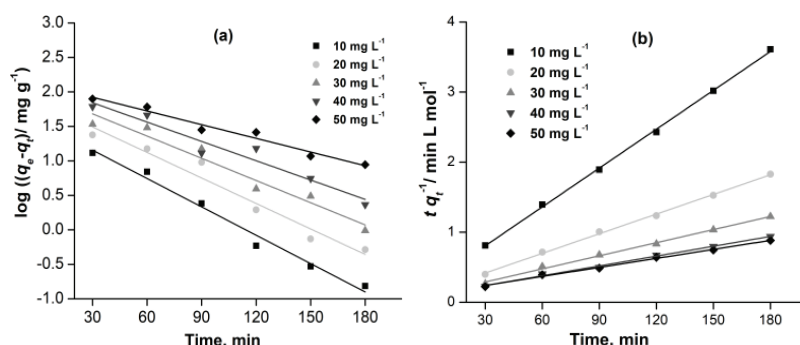 (a)
3.0
2.5
2.0
1.5
1.0
0.5
0.0
-0.5
-1.0
log ((qe-qt)/ mg g-1)
10 mg L-1
20 mg L-1
30 mg L-1
40 mg L-1
50 mg L-1
30 60 90 120 150 180
Time, min
(b)
4
3
2
1
0
t qt-1/ min L mol-1
10 mg L-1
20 mg L-1
30 mg L-1
40 mg L-1
50 mg L-1
30 60 90 120 150 180
Time, min